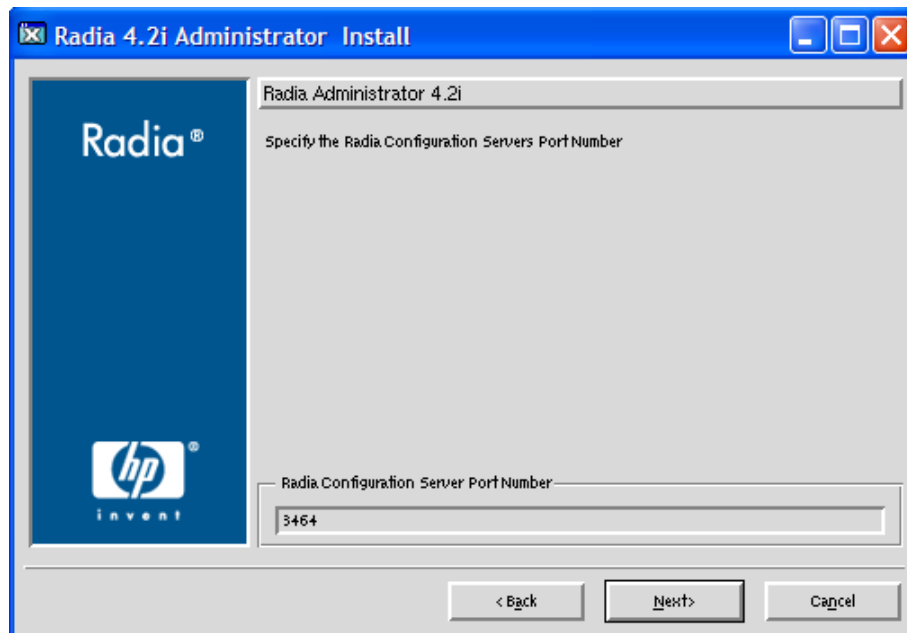 Radia 4.2i Administrator Install
Radia Administrator 4.2i
Radia®
Specify the Radia Configuration Servers Port Number
hp®
invent
Radia Configuration Server Port Number
3464
< Back
Next>
Cancel